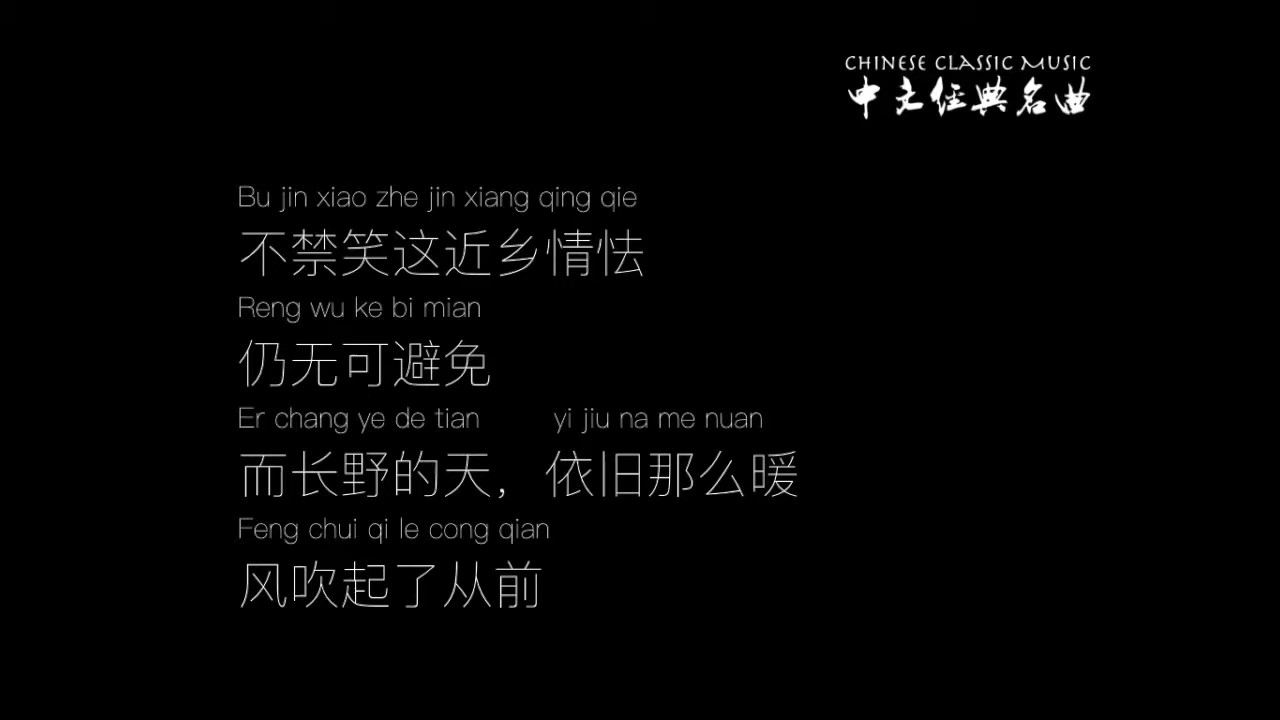 CHINESE CLASSIC MUSIC
中文經典名曲
Bu jin xiao zhe jin xiang qing qie
不禁笑这近乡情怯
Reng wu ke bi mian
仍无可避免
Er chang ye de tian yi jiu na me nuan
而长野的天，依旧那么暖
Feng chui qi le cong qian
风吹起了从前